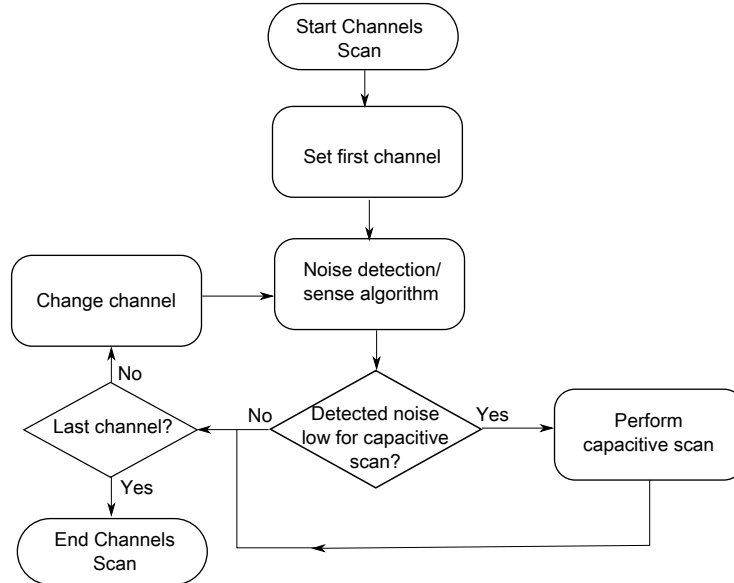 Start Channels
Scan
Set first channel
Noise detection/
sense algorithm
Change channel
No
Last channel?
No
Detected noise
low for capacitive
scan?
Yes
Perform
capacitive scan
Yes
End Channels
Scan